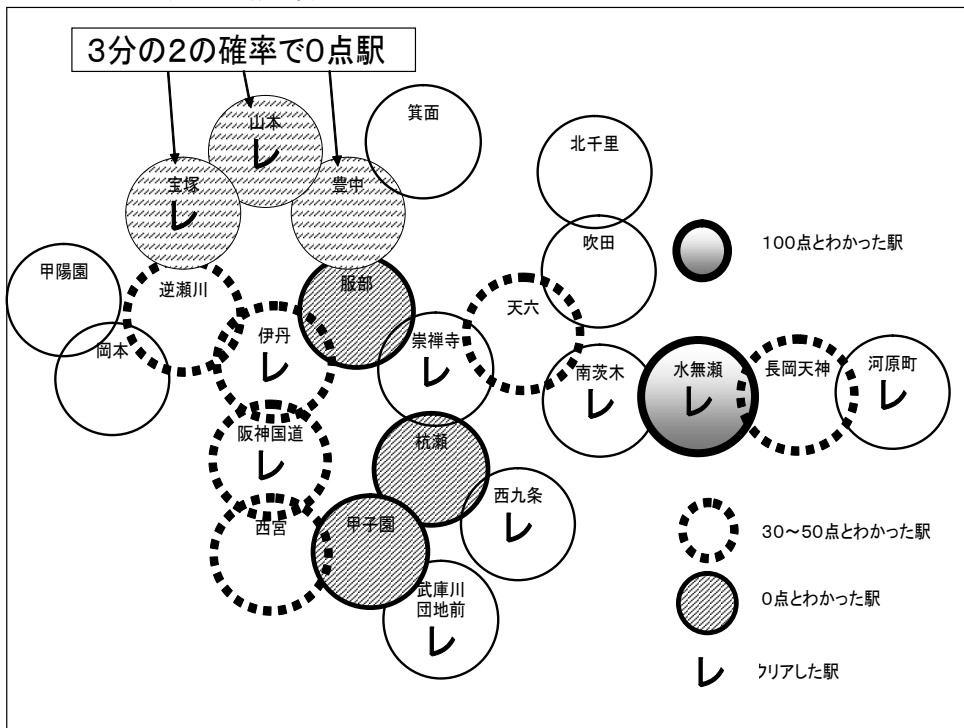 3分の2の確率で0点駅
山本
レ
箕面
北千里
宝塚
レ
豊中
吹田
100点とわかった駅
甲陽園
逆瀬川
服部
天六
岡本
伊丹
レ
崇禅寺
レ
南茨木
レ
水無瀬
レ
長岡天神
河原町
レ
阪神国道
レ
杭瀬
西九条
レ
西宮
甲子園
30~50点とわかった駅
武庫川
団地前
レ
0点とわかった駅
レ
クリアした駅